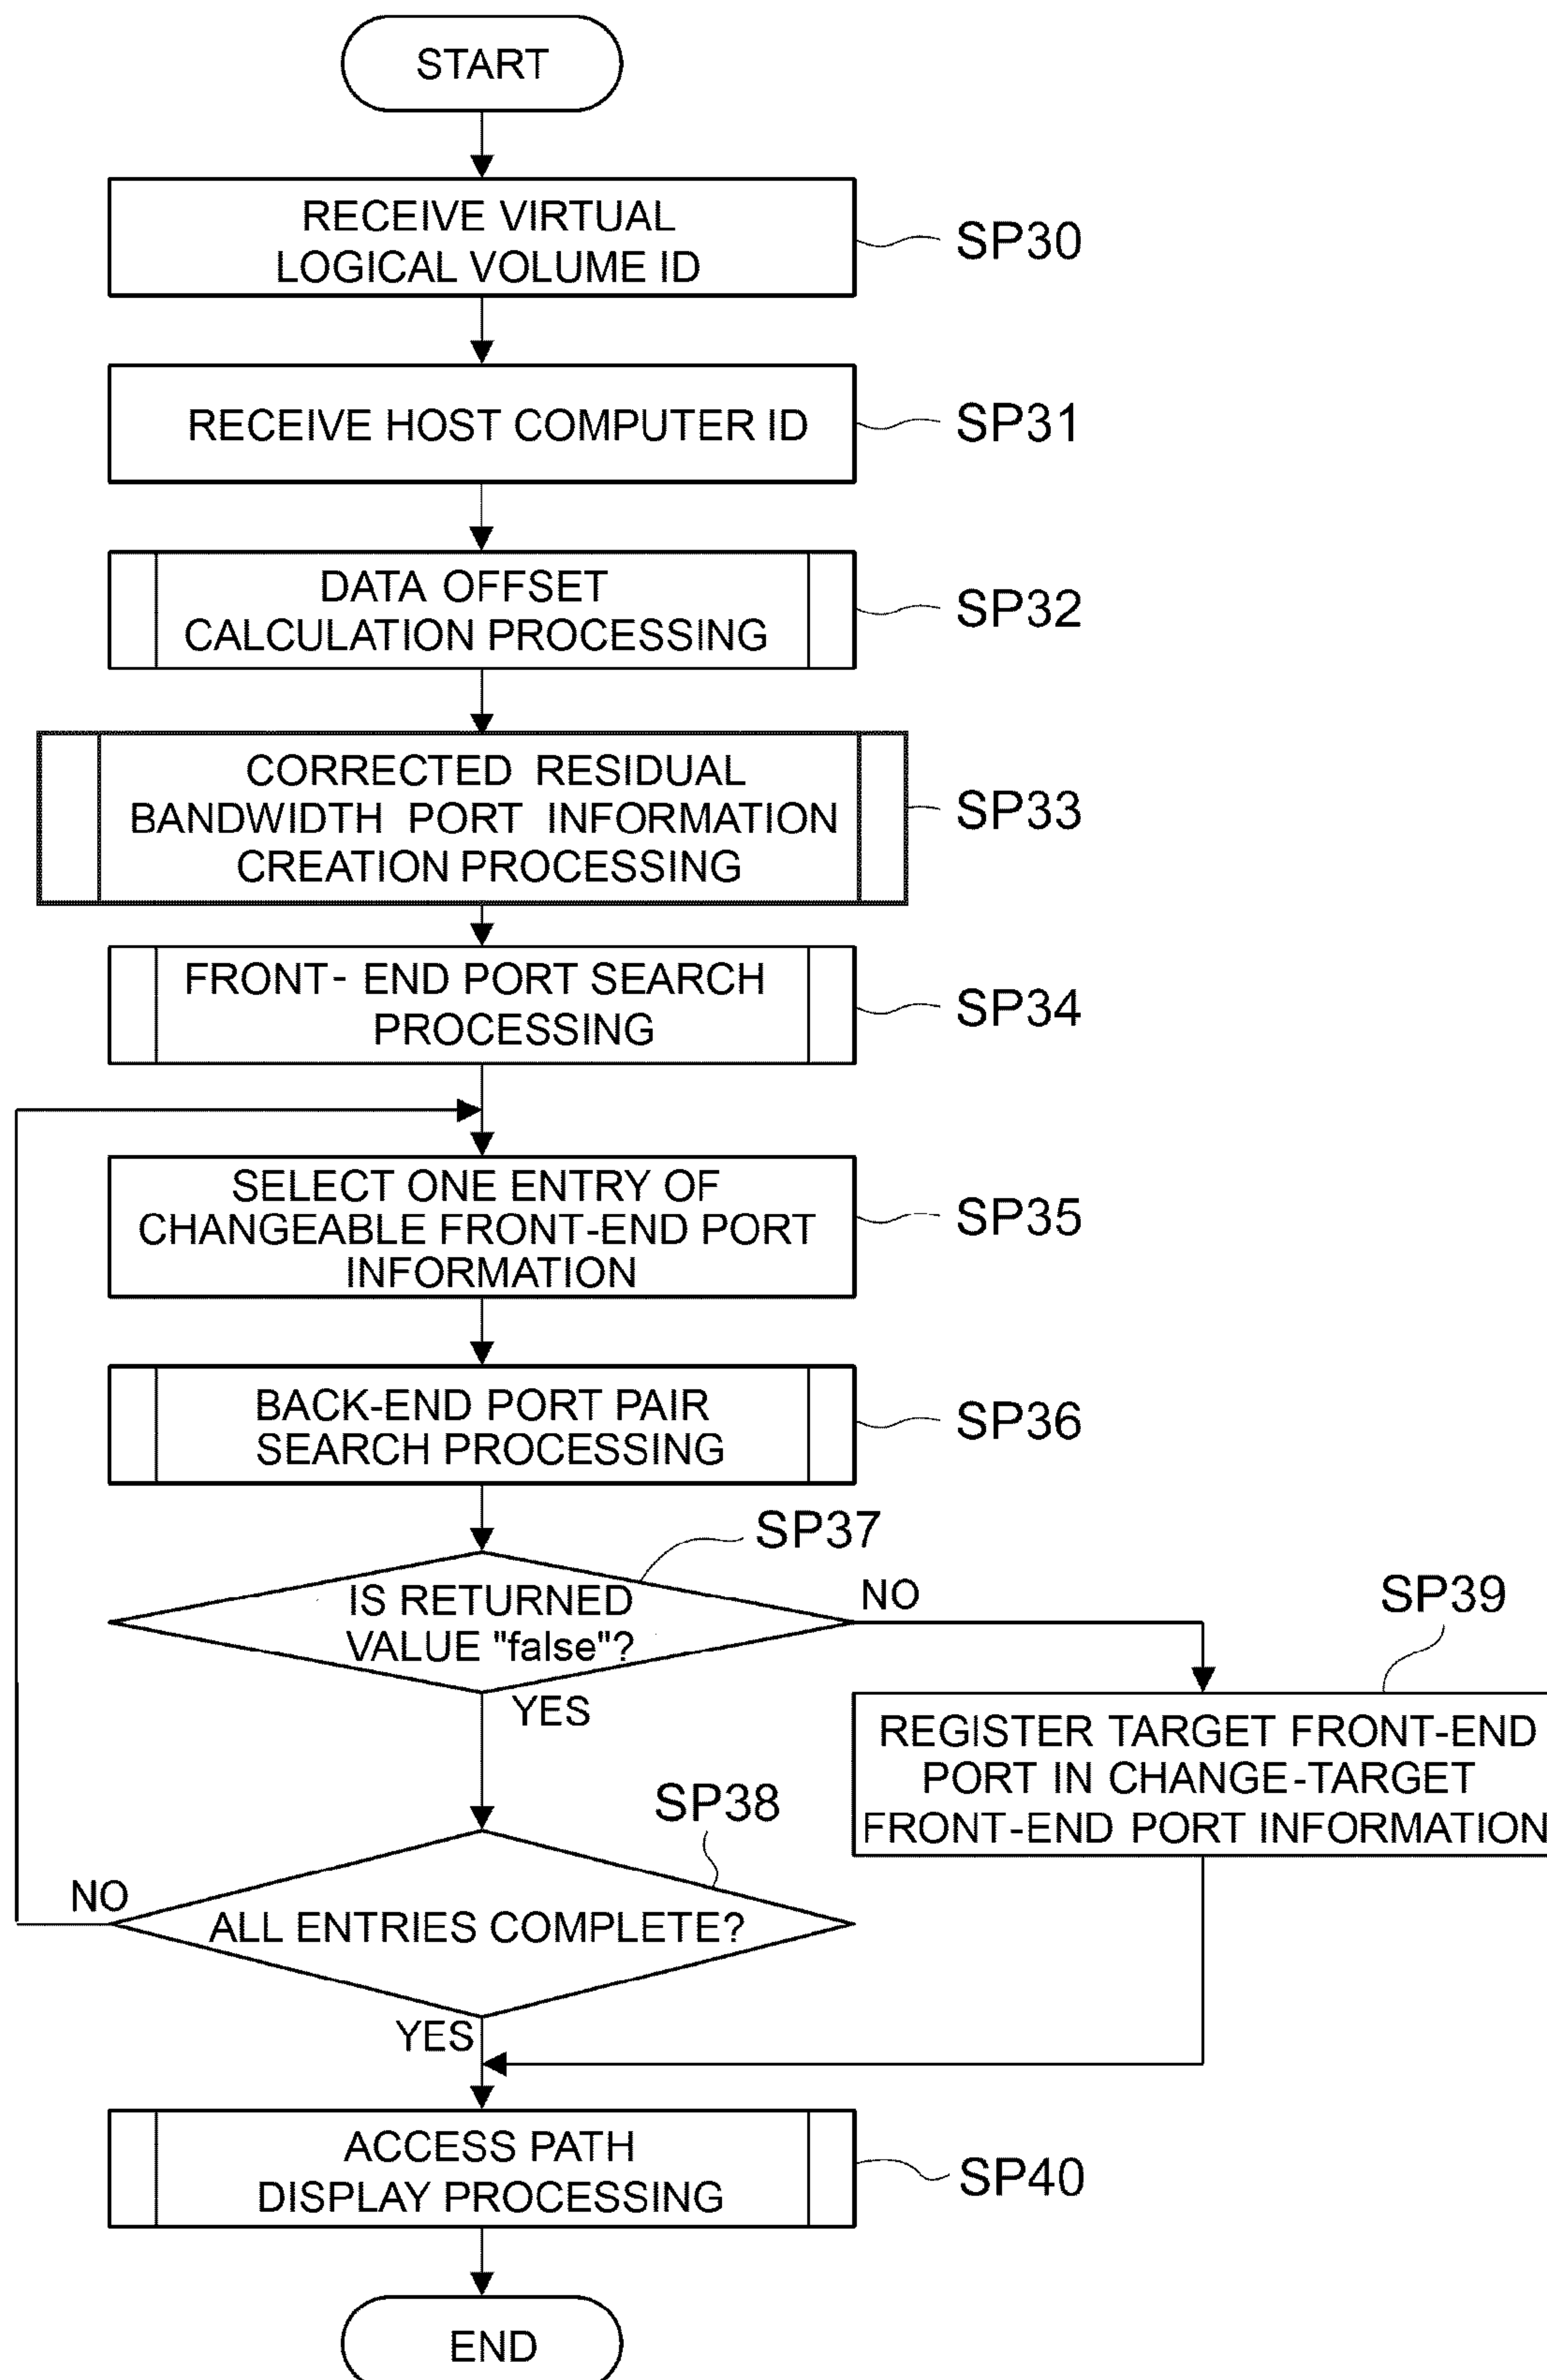 START
RECEIVE VIRTUAL
LOGICAL VOLUME ID
SP30
RECEIVE HOST COMPUTER ID
SP31
DATA OFFSET
CALCULATION PROCESSING
SP32
CORRECTED RESIDUAL
BANDWIDTH PORT INFORMATION
CREATION PROCESSING
SP33
FRONT- END PORT SEARCH
PROCESSING
SP34
SELECT ONE ENTRY OF
CHANGEABLE FRONT-END PORT
INFORMATION
SP35
BACK-END PORT PAIR
SEARCH PROCESSING
SP36
SP37
IS RETURNED
VALUE "false"?
NO
YES
SP39
REGISTER TARGET FRONT-END
PORT IN CHANGE-TARGET
FRONT-END PORT INFORMATION
SP38
NO
ALL ENTRIES COMPLETE?
YES
ACCESS PATH
DISPLAY PROCESSING
SP40
END